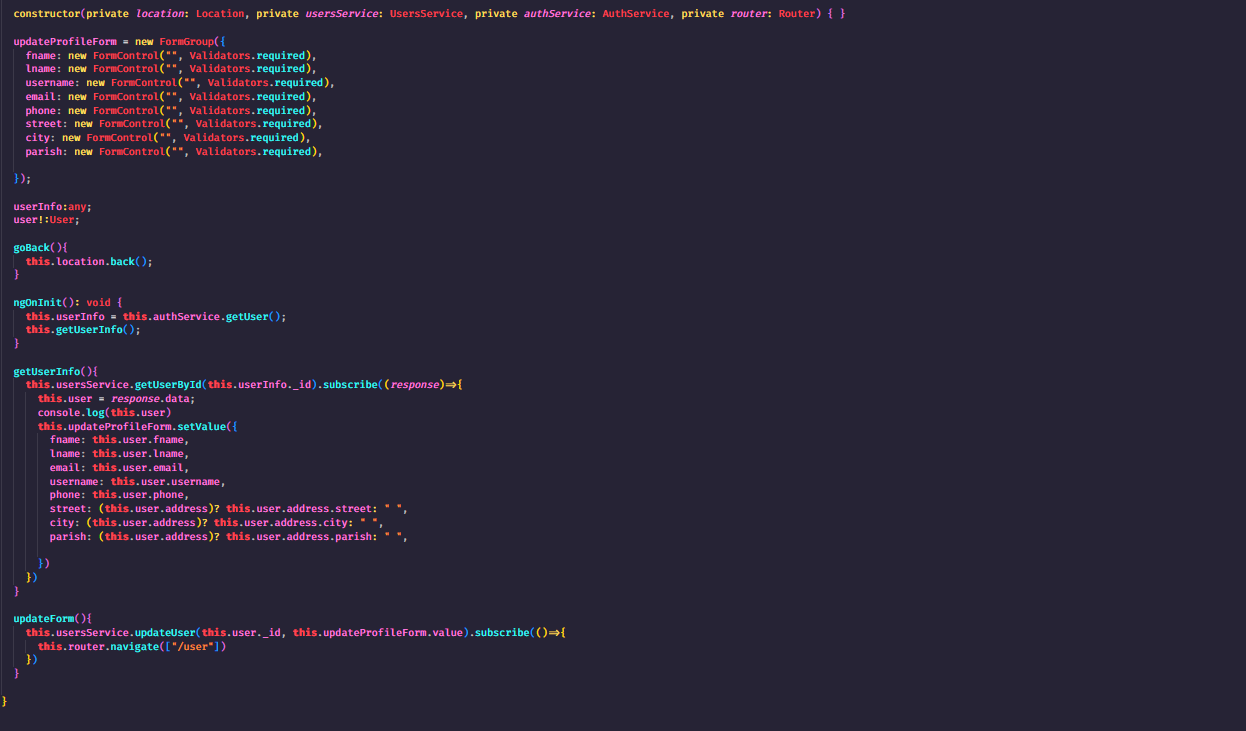 constructor(private location: Location, private usersService: UsersService, private authService: AuthService, private router: Router) { }
updateProfileForm = new FormGroup({
fname: new FormControl("", Validators.required),
lname: new FormControl("", Validators.required),
username: new FormControl("", Validators.required),
email: new FormControl("", Validators.required),
phone: new FormControl("", Validators.required),
street: new FormControl("", Validators.required),
city: new FormControl("", Validators.required),
parish: new FormControl("", Validators.required),
});
userInfo:any;
user!:User;
goBack(){
this.location.back();
}
ngOnInit(): void {
this.userInfo = this.authService.getUser();
this.getUserInfo();
}
getUserInfo(){
this.usersService.getUserById(this.userInfo._id).subscribe((response)=>{
this.user = response.data;
console.log(this.user)
this.updateProfileForm.setValue({
fname: this.user.fname,
lname: this.user.lname,
email: this.user.email,
username: this.user.username,
phone: this.user.phone,
street: (this.user.address)? this.user.address.street: " ",
city: (this.user.address)? this.user.address.city: " ",
parish: (this.user.address)? this.user.address.parish: " ",
})
})
}
updateForm(){
this.usersService.updateUser(this.user._id, this.updateProfileForm.value).subscribe(()=>{
this.router.navigate(["/user"])
})
}
}